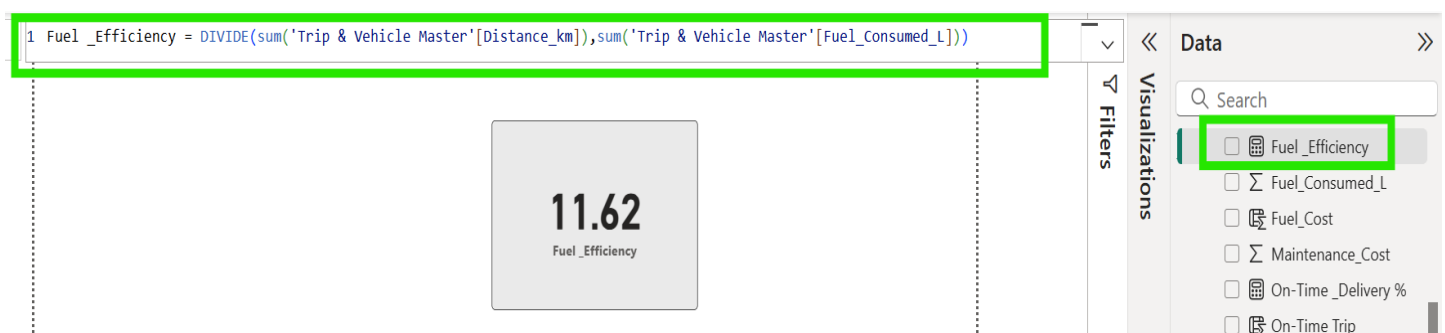 1 Fuel _Efficiency = DIVIDE(sum('Trip & Vehicle Master'[Distance_km]),sum('Trip & Vehicle Master'[Fuel_Consumed_L]))
11.62
Fuel _Efficiency
Filters
Visualizations
Data
Search
Fuel _Efficiency
Fuel_Consumed_L
Fuel_Cost
Maintenance_Cost
On-Time _Delivery %
On-Time Trip